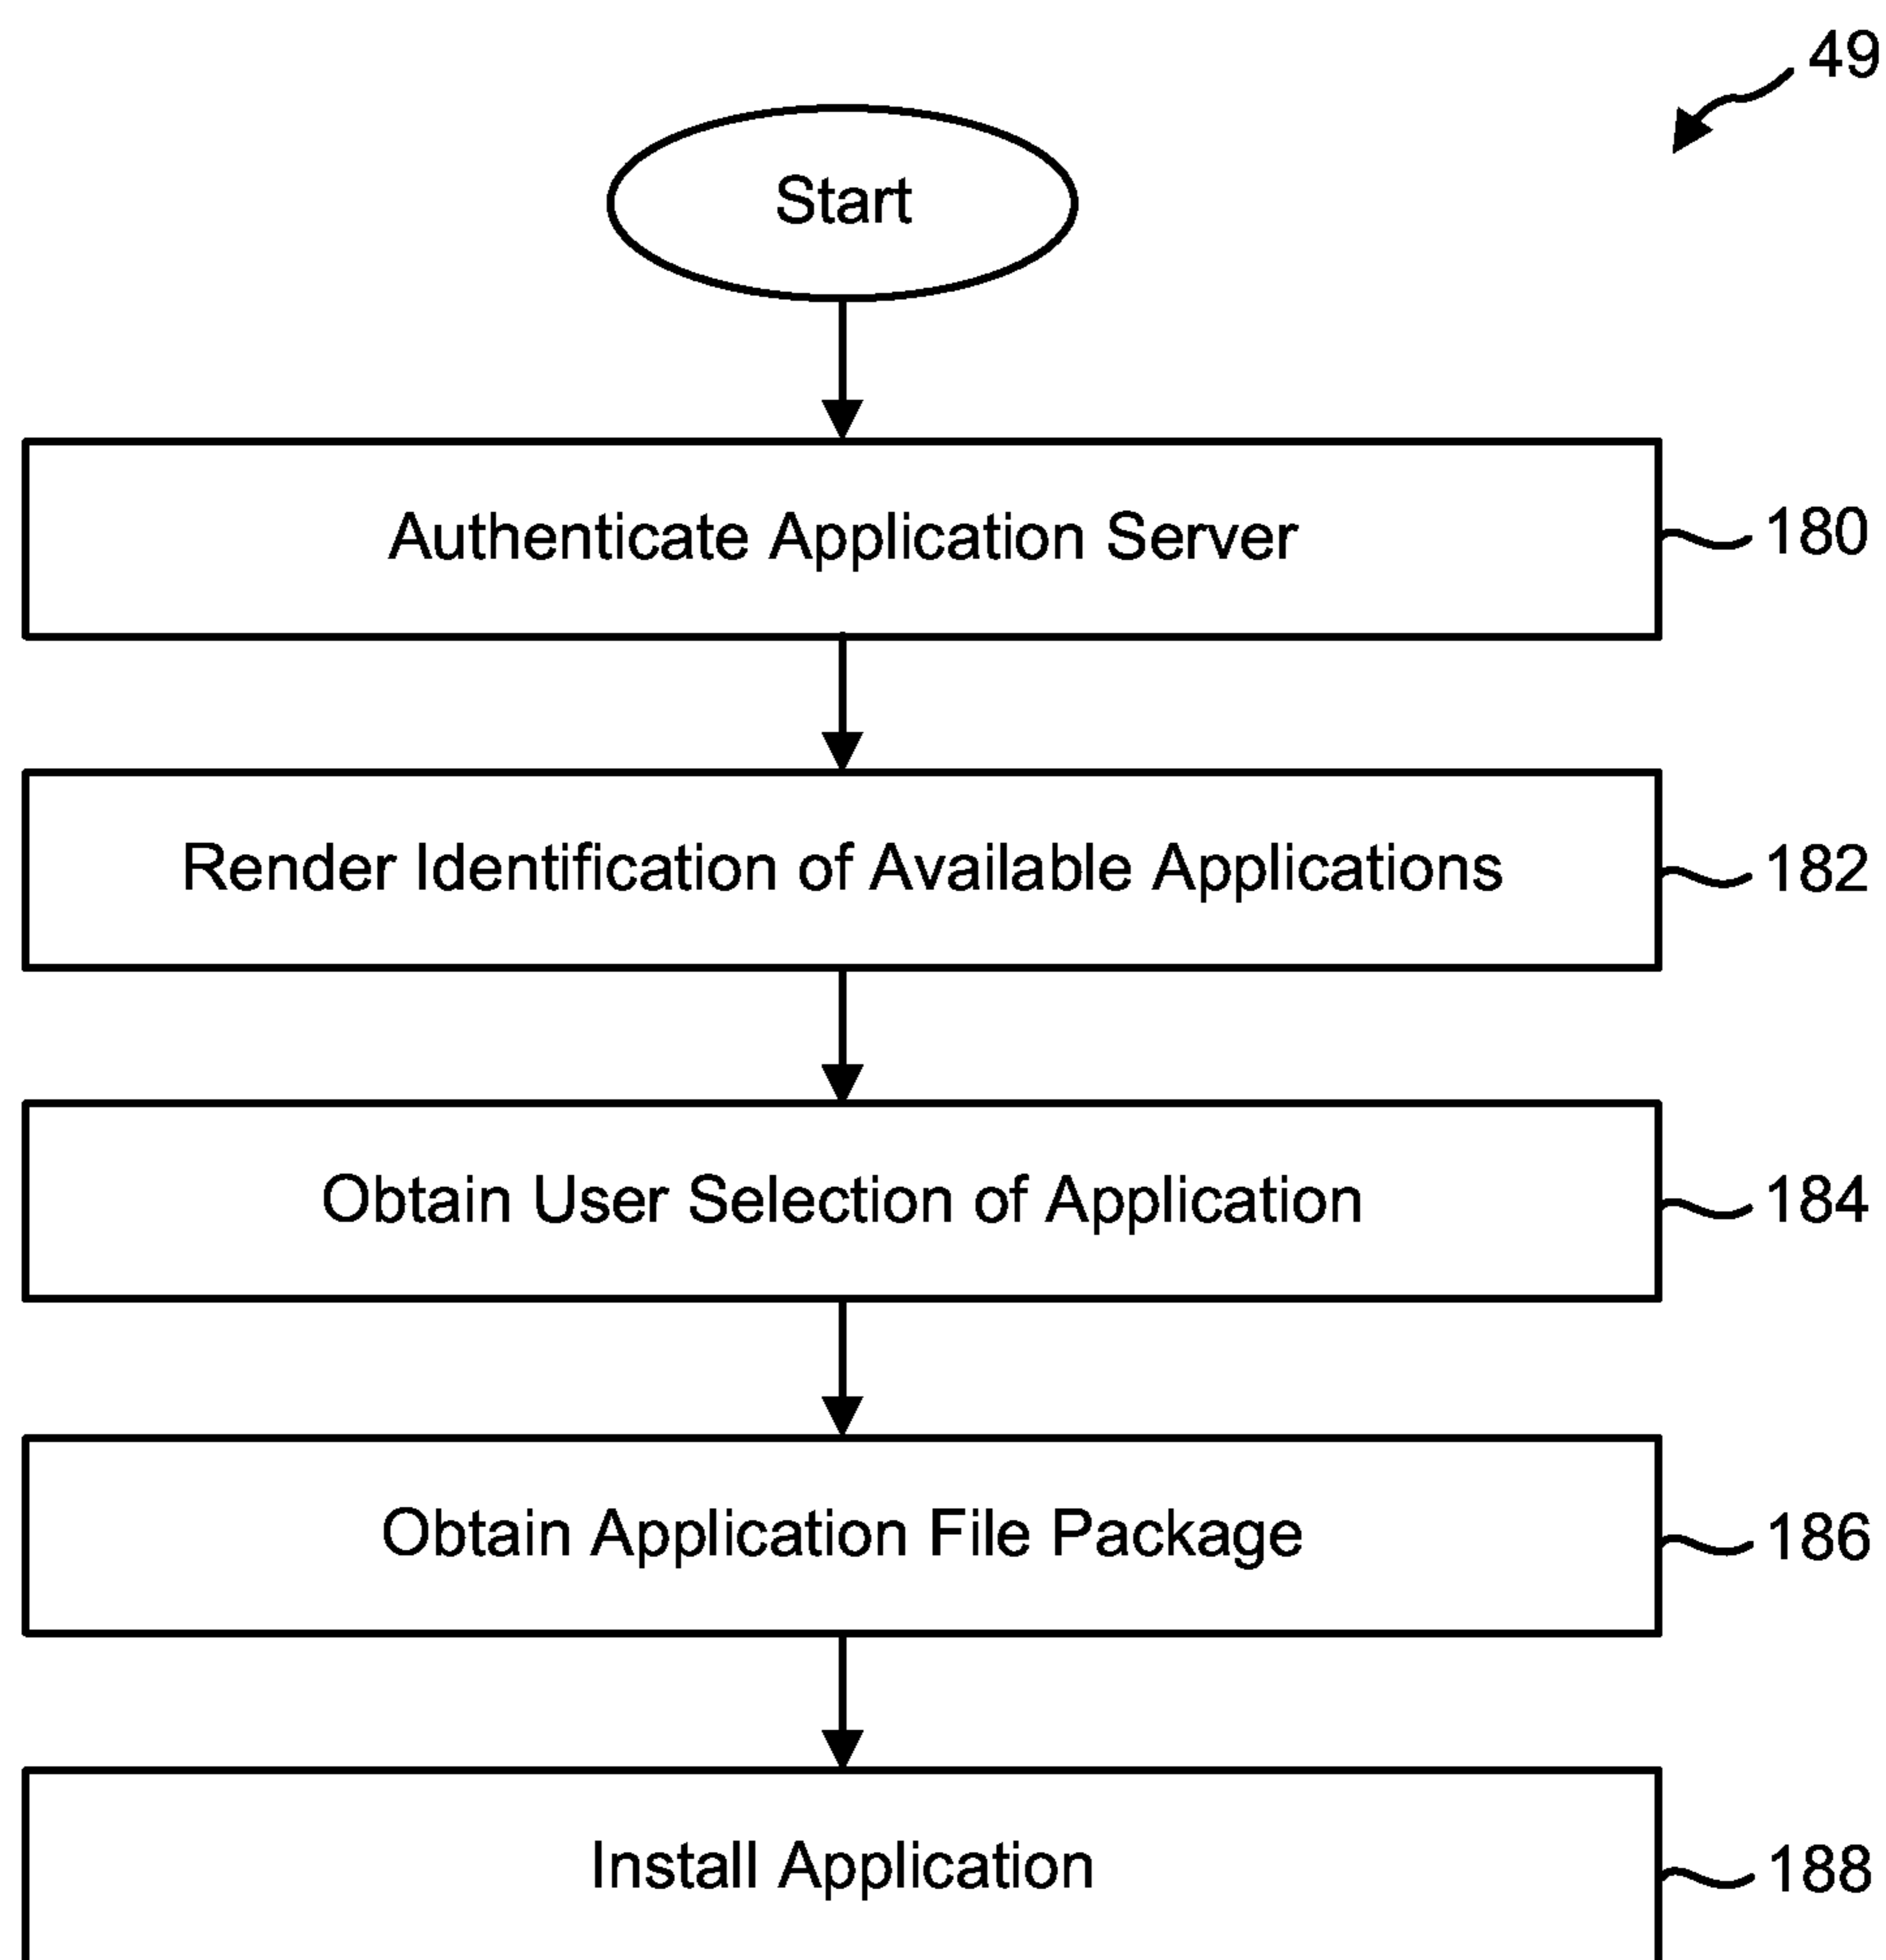 49
Start
Authenticate Application Server
180
Render Identification of Available Applications
182
Obtain User Selection of Application
184
Obtain Application File Package
186
Install Application
188